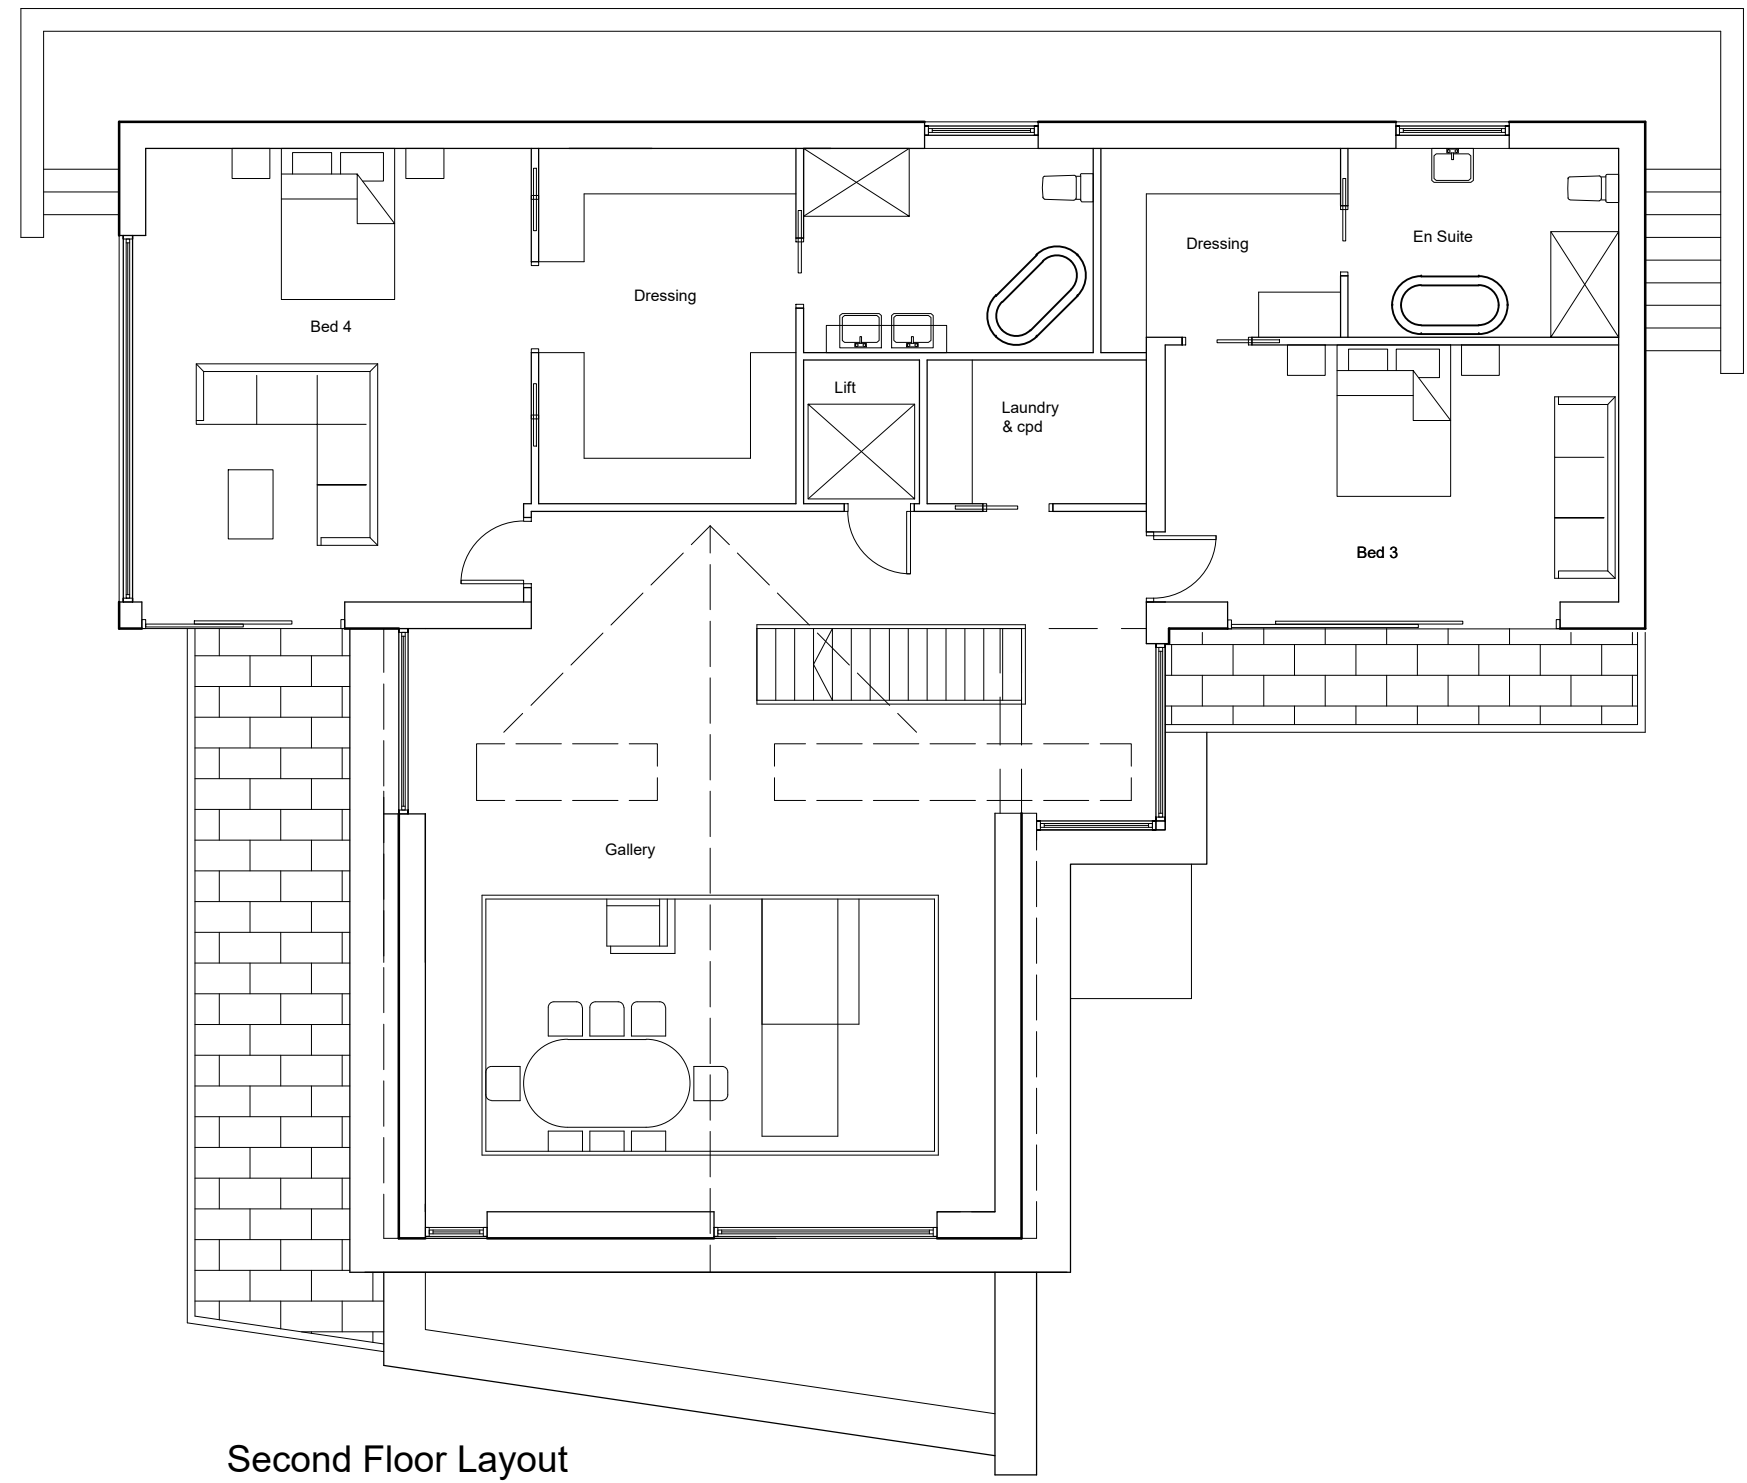 En Suite
Dressing
Dressing
Bed 4
Lift
Laundry
& cpd
Bed 3
Gallery
Second Floor Layout